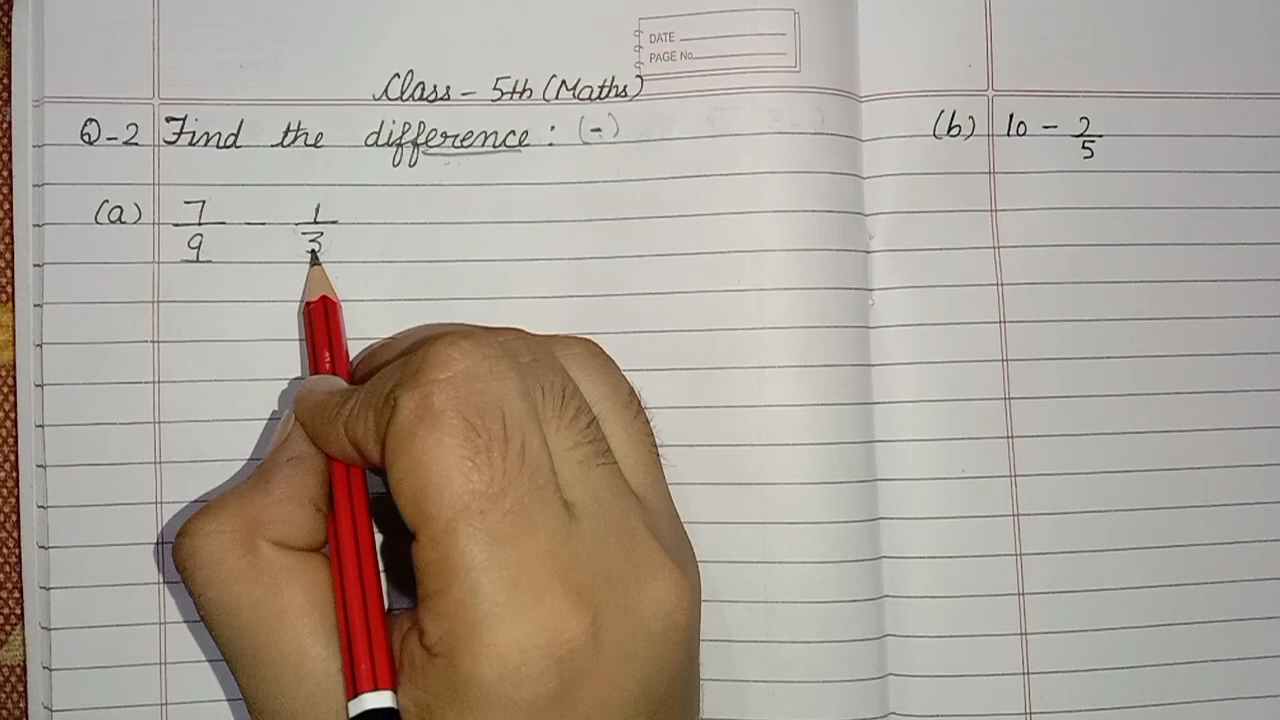 DATE
PAGE No.
Class - 5th (Maths)
Q-2 Find the difference : (-)
(a) 7/9 - 1/3
(b) 10 - 2/5